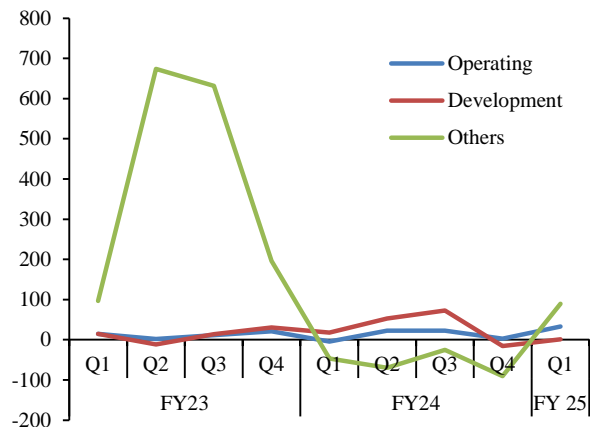 800
700
600
500
400
300
200
100
0
-100
-200
Operating
Development
Others
Q1 Q2 Q3 Q4 Q1 Q2 Q3 Q4 Q1
FY23 FY24 FY 25